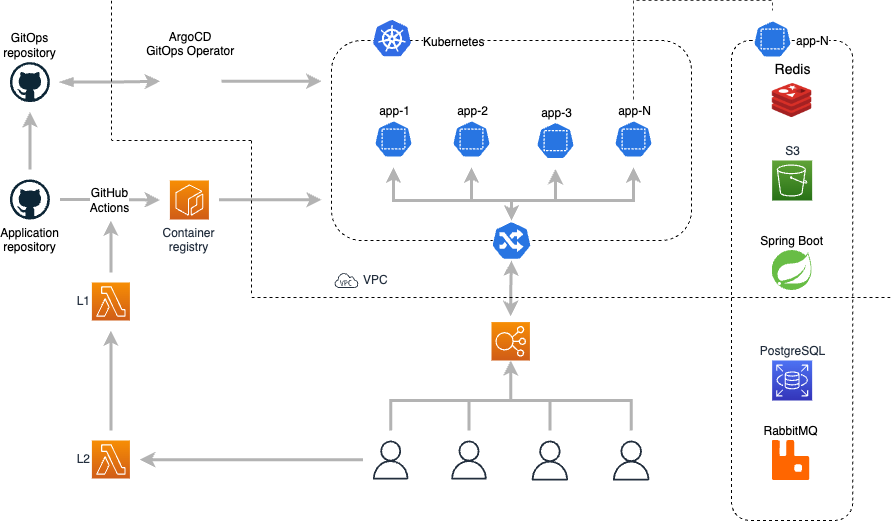 GitOps
repository
ArgoCD
GitOps Operator
Kubernetes
app-N
Redis
app-1
app-2
app-3
app-N
S3
GitHub
Actions
Application
repository
Container
registry
Spring Boot
VPC
VPC
L1
PostgreSQL
RabbitMQ
L2